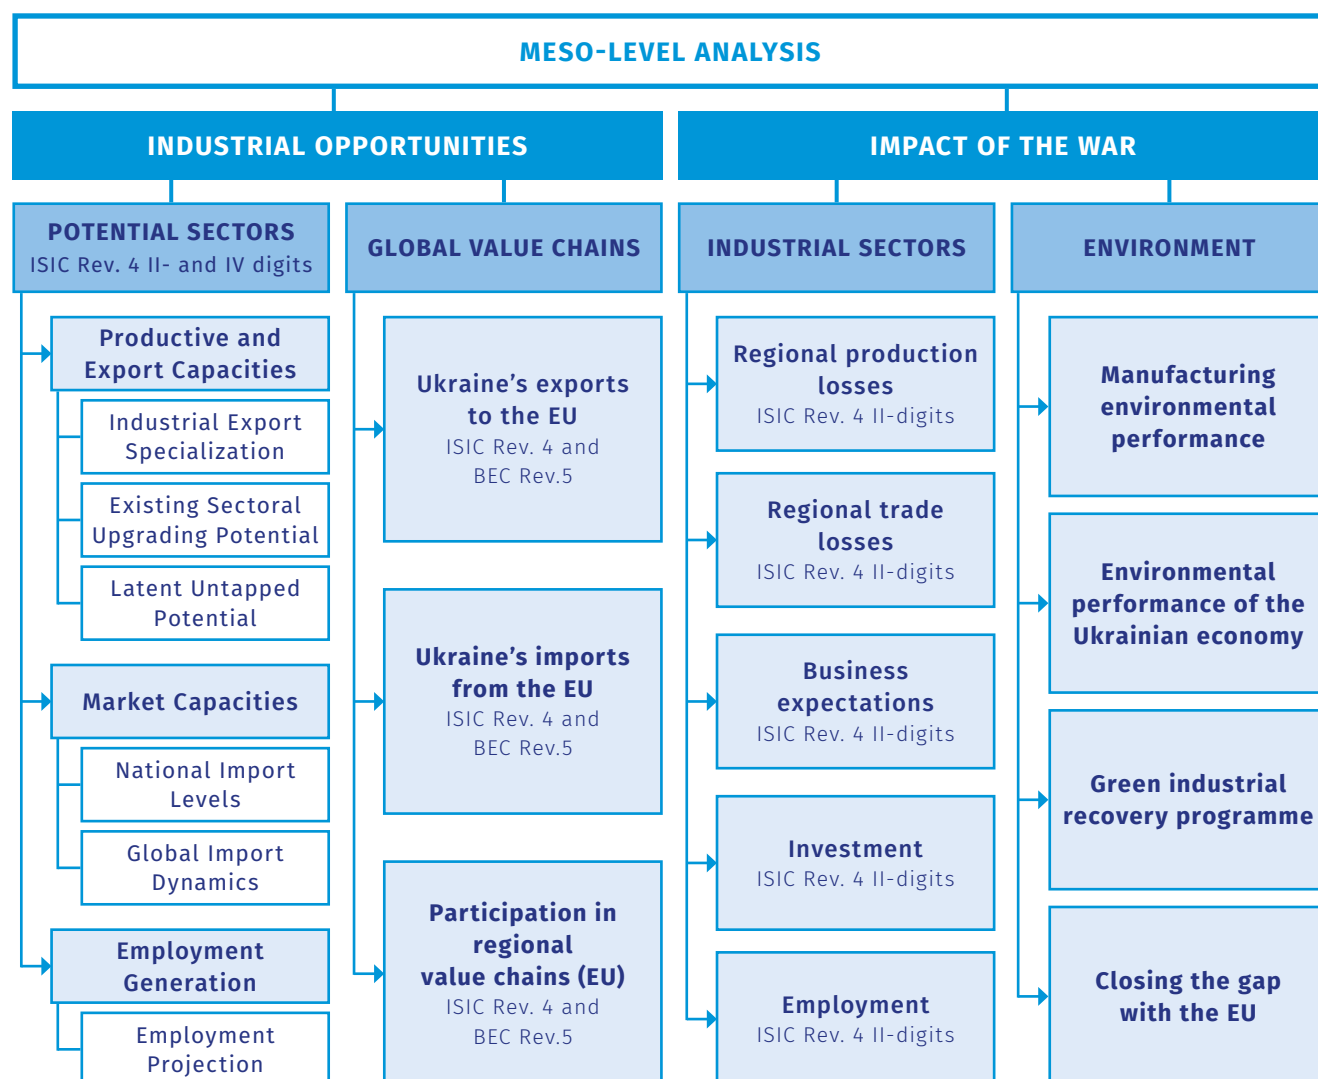 MESO-LEVEL ANALYSIS
INDUSTRIAL OPPORTUNITIES
IMPACT OF THE WAR
POTENTIAL SECTORS
ISIC Rev. 4 II- and IV digits
GLOBAL VALUE CHAINS
INDUSTRIAL SECTORS
ENVIRONMENT
Productive and
Export Capacities
Industrial Export
Specialization
Existing Sectoral
Upgrading Potential
Latent Untapped
Potential
Market Capacities
National Import
Levels
Global Import
Dynamics
Employment
Generation
Employment
Projection
Ukraine’s exports
to the EU
ISIC Rev. 4 and
BEC Rev.5
Ukraine’s imports
from the EU
ISIC Rev. 4 and
BEC Rev.5
Participation in
regional
value chains (EU)
ISIC Rev. 4 and
BEC Rev.5
Regional production
losses
ISIC Rev. 4 II-digits
Regional trade
losses
ISIC Rev. 4 II-digits
Business
expectations
ISIC Rev. 4 II-digits
Investment
ISIC Rev. 4 II-digits
Employment
ISIC Rev. 4 II-digits
Manufacturing
environmental
performance
Environmental
performance of the
Ukrainian economy
Green industrial
recovery programme
Closing the gap
with the EU